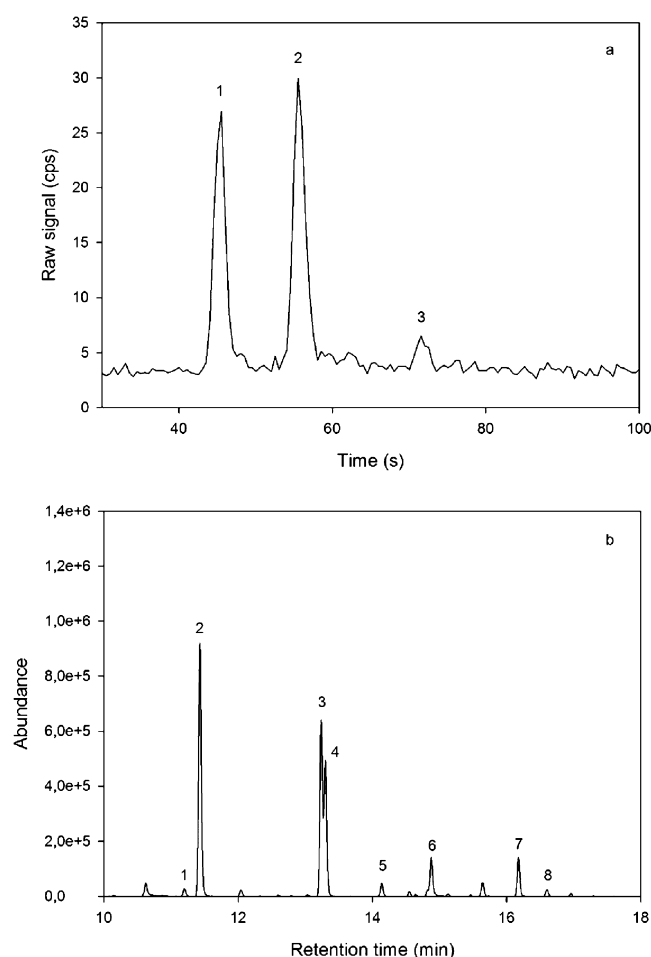 35
a
30
2
1
25
20
15
10
3
5
0
Raw signal (cps)
40 60 80 100
Time (s)
1,4e+6
b
1,2e+6
1,0e+6
2
8,0e+5
3
6,0e+5
4
4,0e+5
2,0e+5
6 7
5
1 8
0,0
Abundance
10 12 14 16 18
Retention time (min)